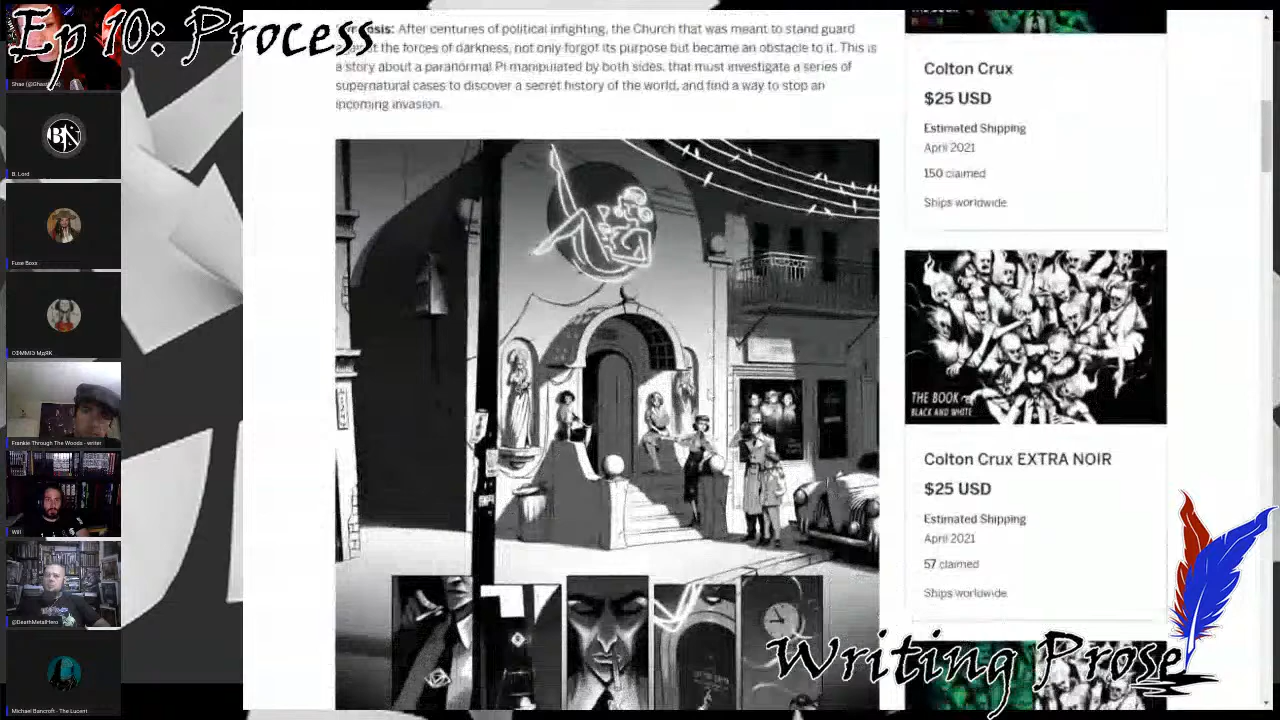 Ep 10: Process
B. Lord
Fuse Boxx
Frankie Through The Woods - writer
Will
@DeathMetalHero
Michael Bancroft - The Lucent
After centuries of political infighting, the Church that was meant to stand guard
the forces of darkness, not only forgot its purpose but became an obstacle to it. This is
a story about a paranormal PI manipulated by both sides, that must investigate a series of
supernatural cases to discover a secret history of the world, and find a way to stop an
incoming invasion.
Colton Crux
$25 USD
Estimated Shipping
April 2021
150 claimed
Ships worldwide
THE BOOK
BLACK AND WHITE
Colton Crux EXTRA NOIR
$25 USD
Estimated Shipping
April 2021
57 claimed
Ships worldwide
Writing Prose